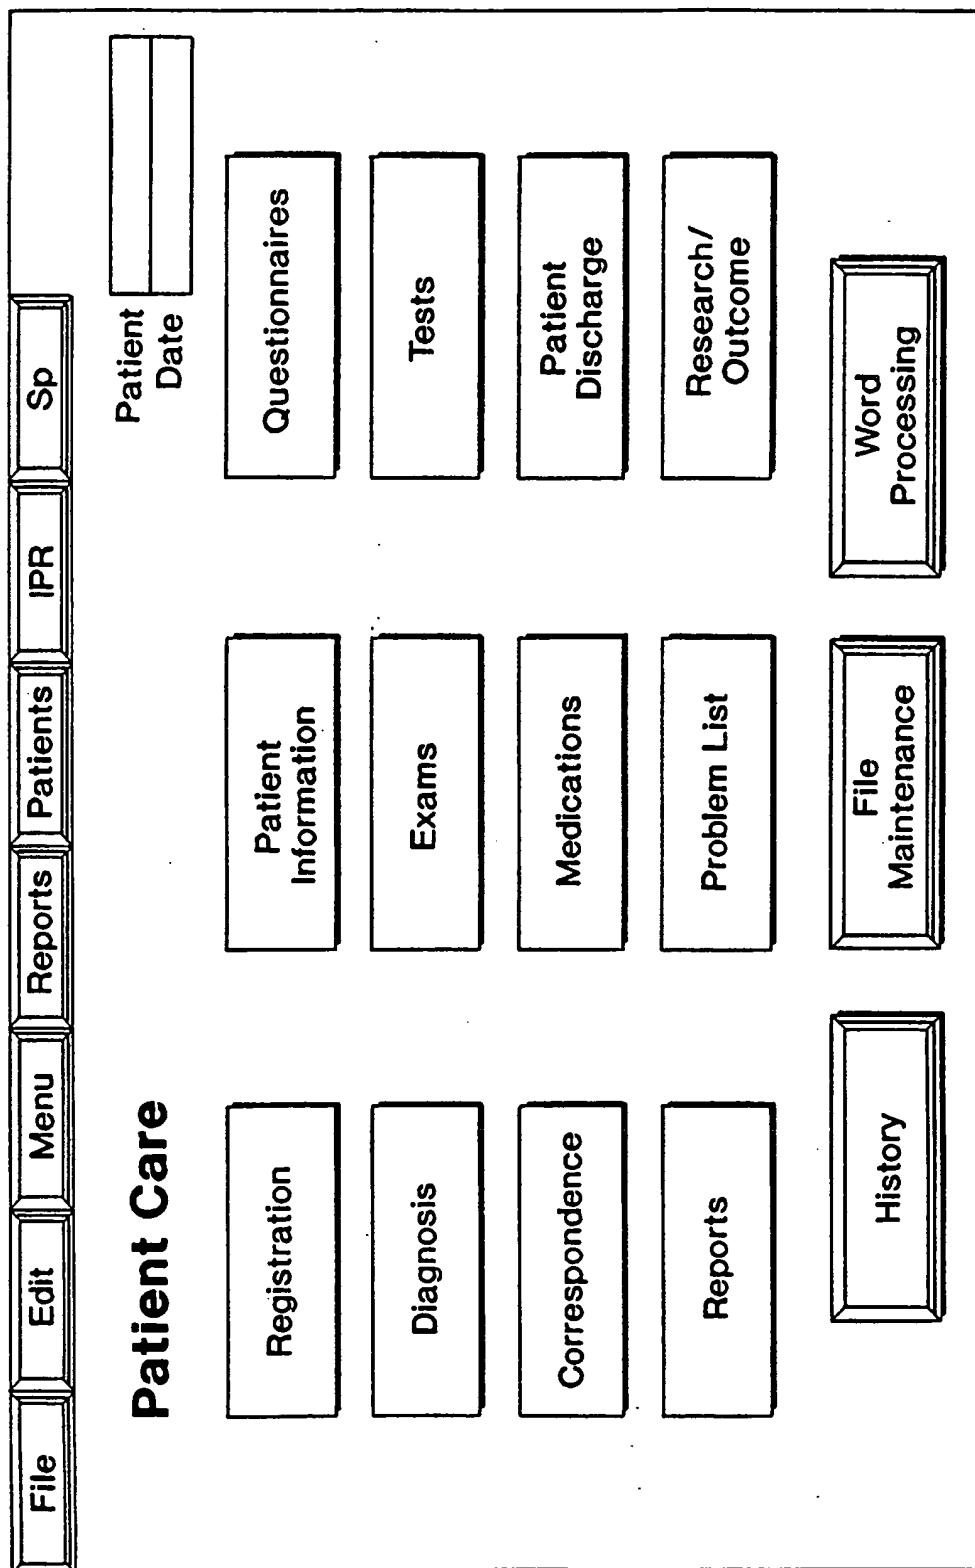 File Edit Menu Reports Patients IPR Sp
Patient Care
Patient
Date
Registration
Patient
Information
Questionnaires
Diagnosis
Exams
Tests
Correspondence
Medications
Patient
Discharge
Reports
Problem List
Research/
Outcome
History
File
Maintenance
Word
Processing